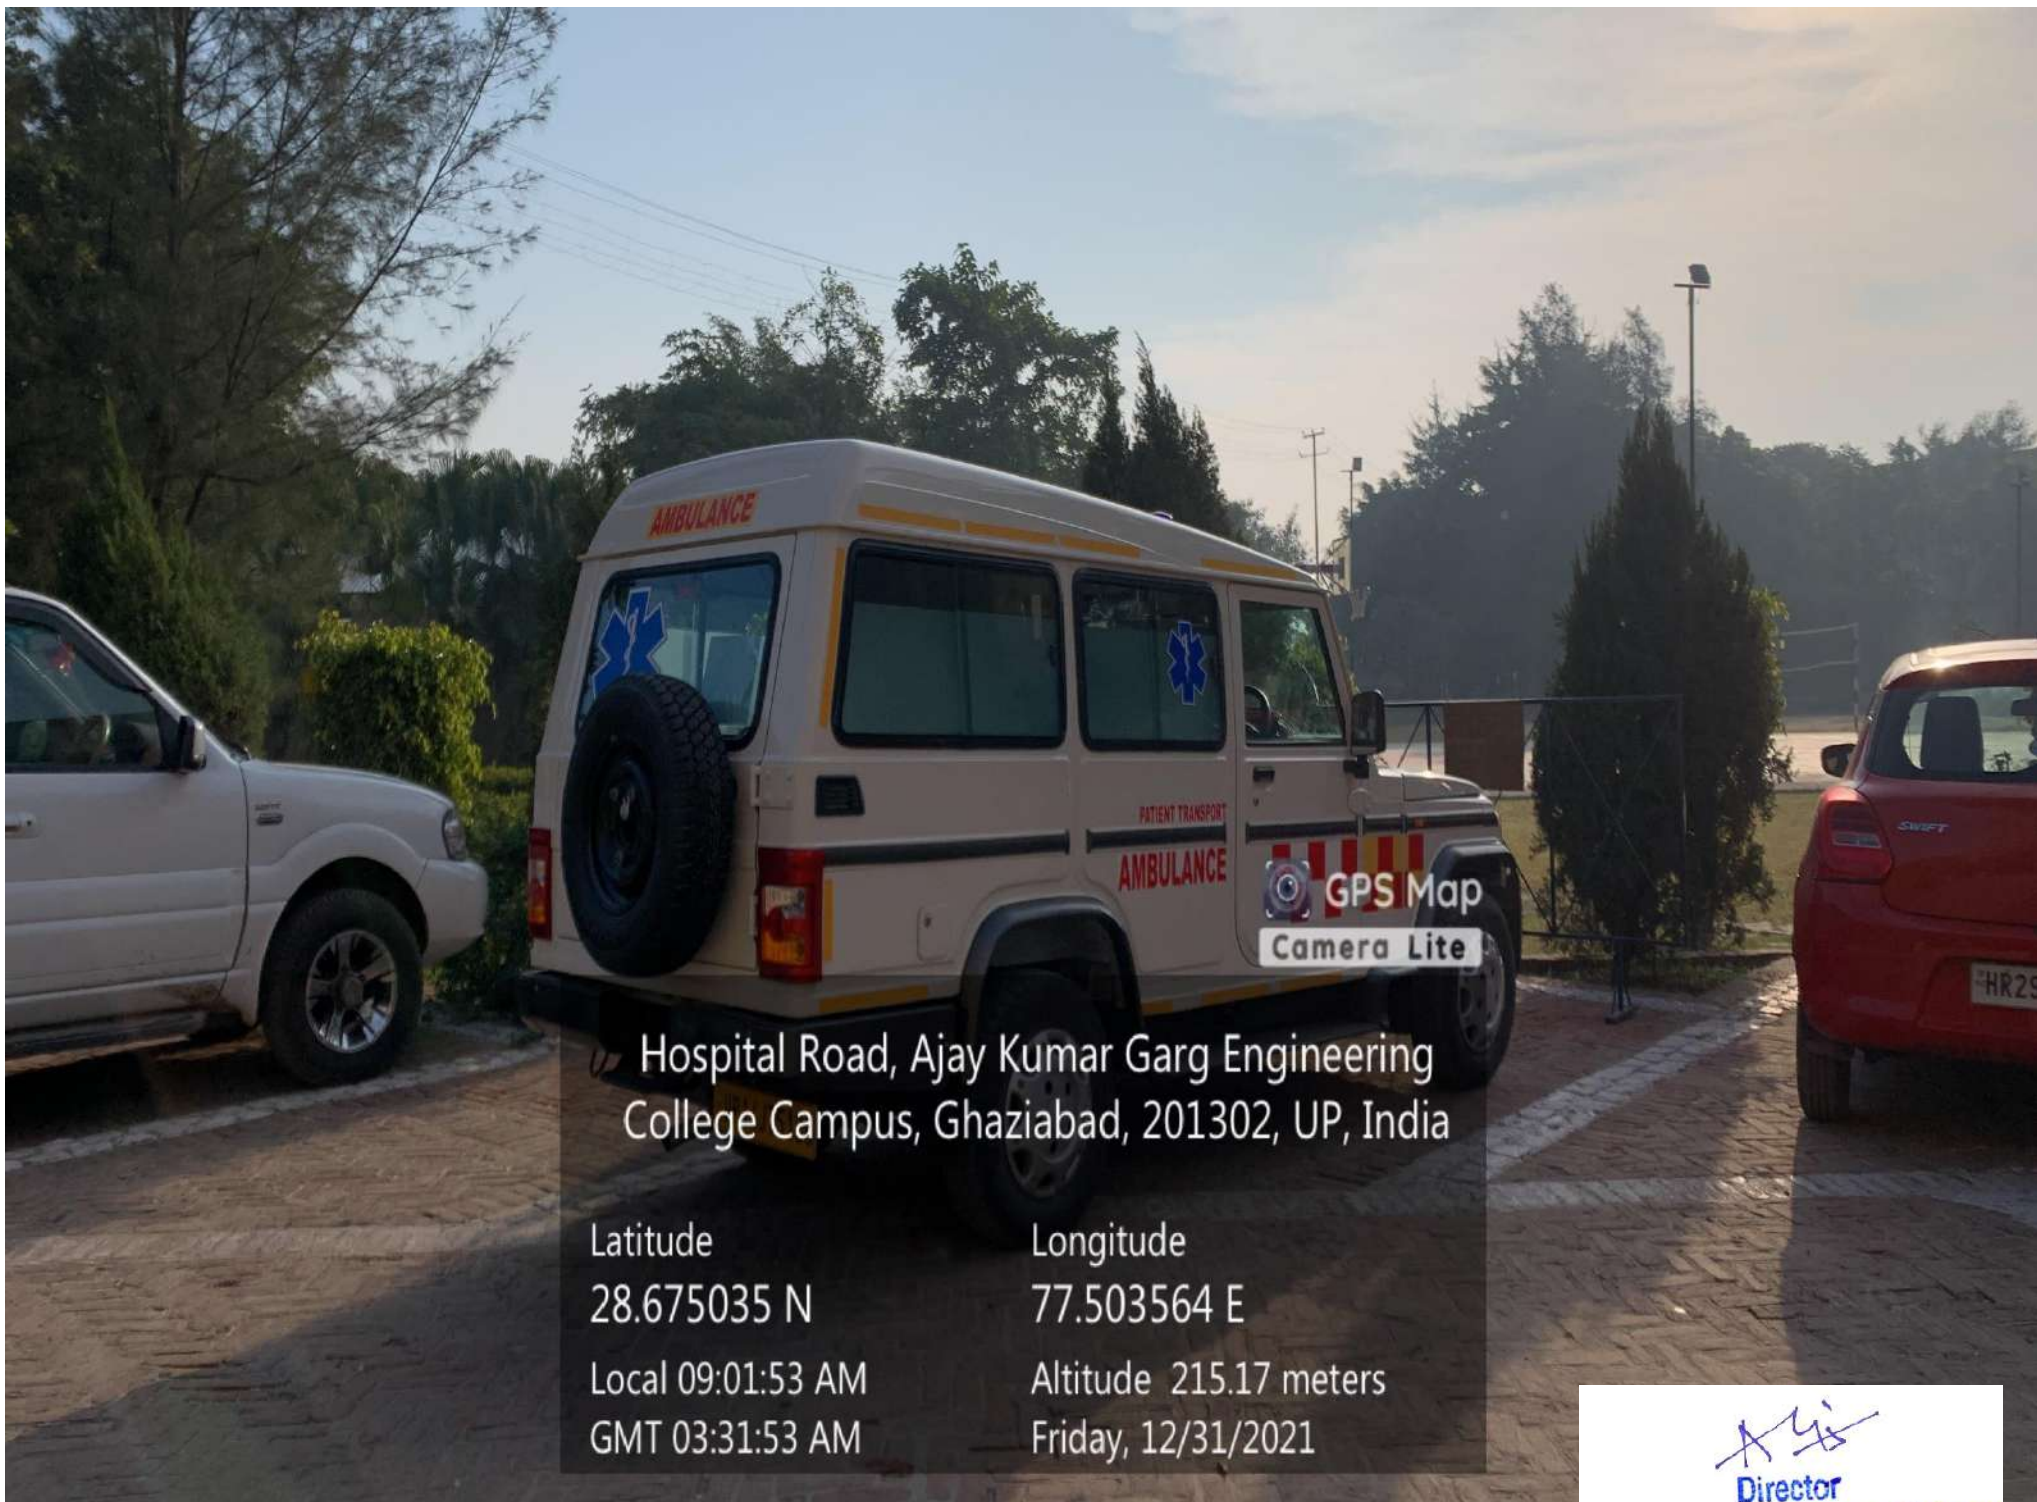 AMBULANCE
PATIENT TRANSPORT
AMBULANCE
SWIFT
GPS Map
Camera Lite
Hospital Road, Ajay Kumar Garg Engineering
College Campus, Ghaziabad, 201302, UP, India
Latitude
Longitude
28.675035 N
77.503564 E
Local 09:01:53 AM
Altitude 215.17 meters
GMT 03:31:53 AM
Friday, 12/31/2021
Director